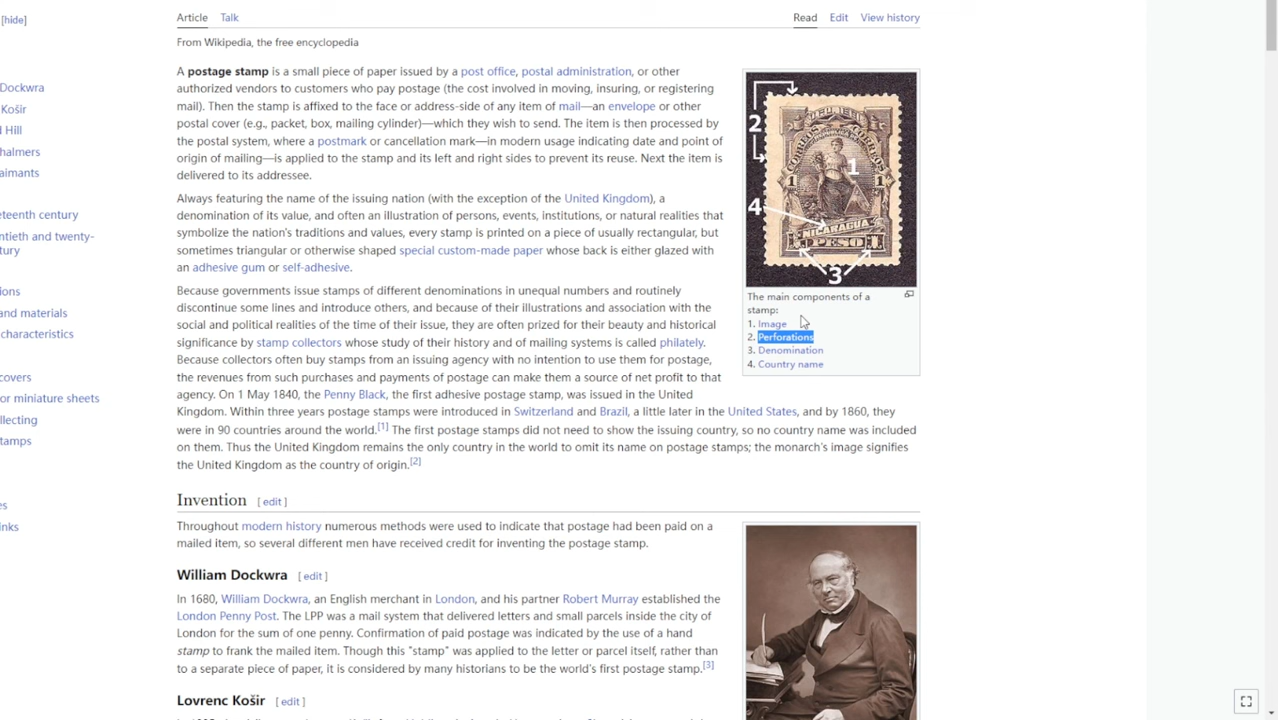 [hide]
Article Talk
Read Edit View history
From Wikipedia, the free encyclopedia
A postage stamp is a small piece of paper issued by a post office, postal administration, or other
authorized vendors to customers who pay postage (the cost involved in moving, insuring, or registering
mail). Then the stamp is affixed to the face or address-side of any item of mail—an envelope or other
postal cover (e.g., packet, box, mailing cylinder)—which they wish to send. The item is then processed by
the postal system, where a postmark or cancellation mark—in modern usage indicating date and point of
origin of mailing—is applied to the stamp and its left and right sides to prevent its reuse. Next the item is
delivered to its addressee.
Always featuring the name of the issuing nation (with the exception of the United Kingdom), a
denomination of its value, and often an illustration of persons, events, institutions, or natural realities that
symbolize the nation's traditions and values, every stamp is printed on a piece of usually rectangular, but
sometimes triangular or otherwise shaped special custom-made paper whose back is either glazed with
an adhesive gum or self-adhesive.
Because governments issue stamps of different denominations in unequal numbers and routinely
discontinue some lines and introduce others, and because of their illustrations and association with the
social and political realities of the time of their issue, they are often prized for their beauty and historical
significance by stamp collectors whose study of their history and of mailing systems is called philately.
Because collectors often buy stamps from an issuing agency with no intention to use them for postage,
the revenues from such purchases and payments of postage can make them a source of net profit to that
agency. On 1 May 1840, the Penny Black, the first adhesive postage stamp, was issued in the United
Kingdom. Within three years postage stamps were introduced in Switzerland and Brazil, a little later in the United States, and by 1860, they
were in 90 countries around the world.[1] The first postage stamps did not need to show the issuing country, so no country name was included
on them. Thus the United Kingdom remains the only country in the world to omit its name on postage stamps; the monarch's image signifies
the United Kingdom as the country of origin.[2]
Invention [ edit ]
Throughout modern history numerous methods were used to indicate that postage had been paid on a
mailed item, so several different men have received credit for inventing the postage stamp.
William Dockwra [ edit ]
In 1680, William Dockwra, an English merchant in London, and his partner Robert Murray established the
London Penny Post. The LPP was a mail system that delivered letters and small parcels inside the city of
London for the sum of one penny. Confirmation of paid postage was indicated by the use of a hand
stamp to frank the mailed item. Though this "stamp" was applied to the letter or parcel itself, rather than
to a separate piece of paper, it is considered by many historians to be the world's first postage stamp.[3]
Lovrenc Košir [ edit ]
2
1
4
NICARAGUA
1 PESO 1
3
The main components of a
stamp:
1. Image
2. Perforations
3. Denomination
4. Country name
Dockwra
Košir
d Hill
halmers
aimants
eteenth century
ntieth and twenty-
tury
ions
and materials
characteristics
covers
or miniature sheets
llecting
tamps
es
inks